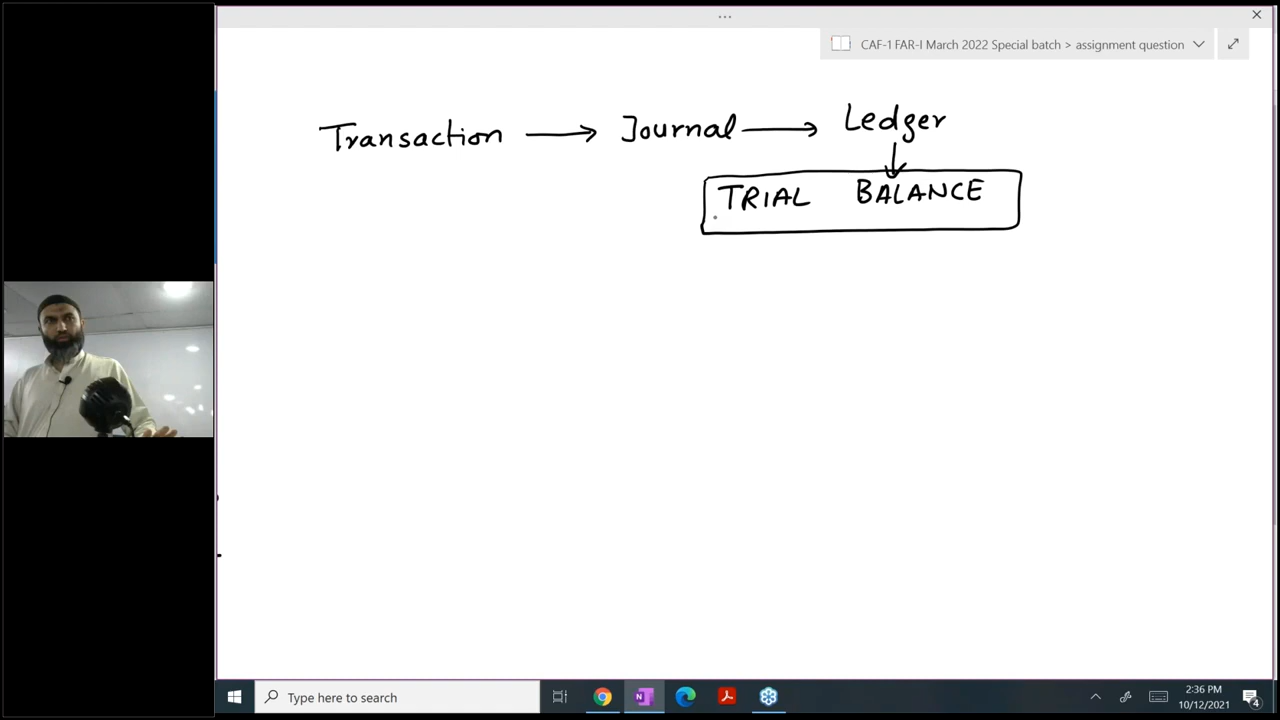 CAF-1 FAR-I March 2022 Special batch > assignment question
Transaction → Journal → Ledger
TRIAL BALANCE
Type here to search
2:36 PM
10/12/2021
4